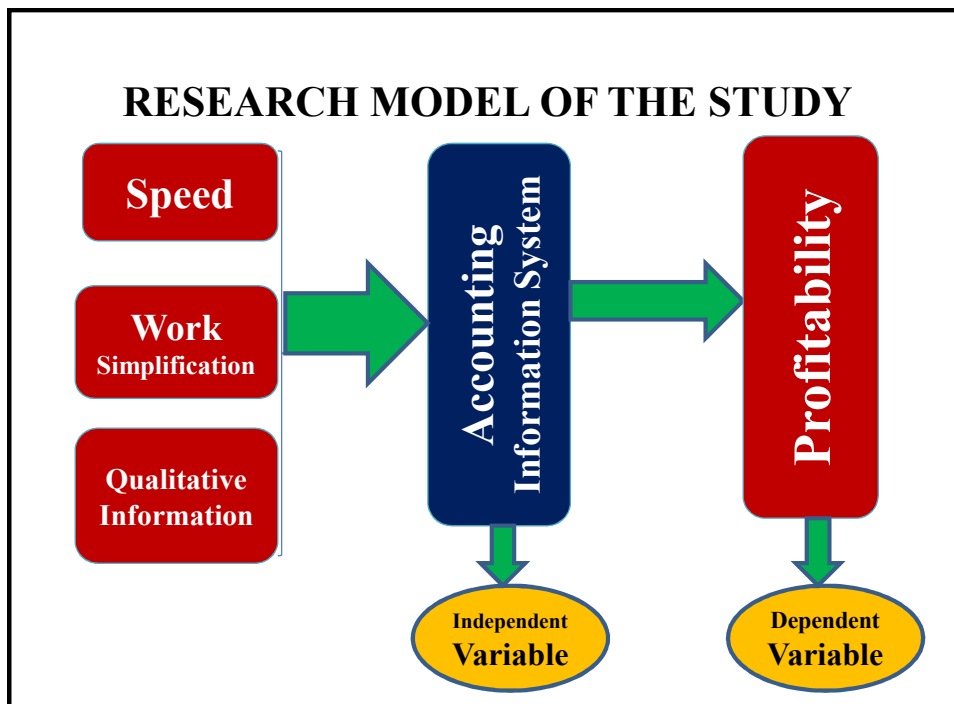 RESEARCH MODEL OF THE STUDY
Speed
Work
Simplification
Qualitative
Information
Accounting
Information System
Profitability
Independent
Variable
Dependent
Variable